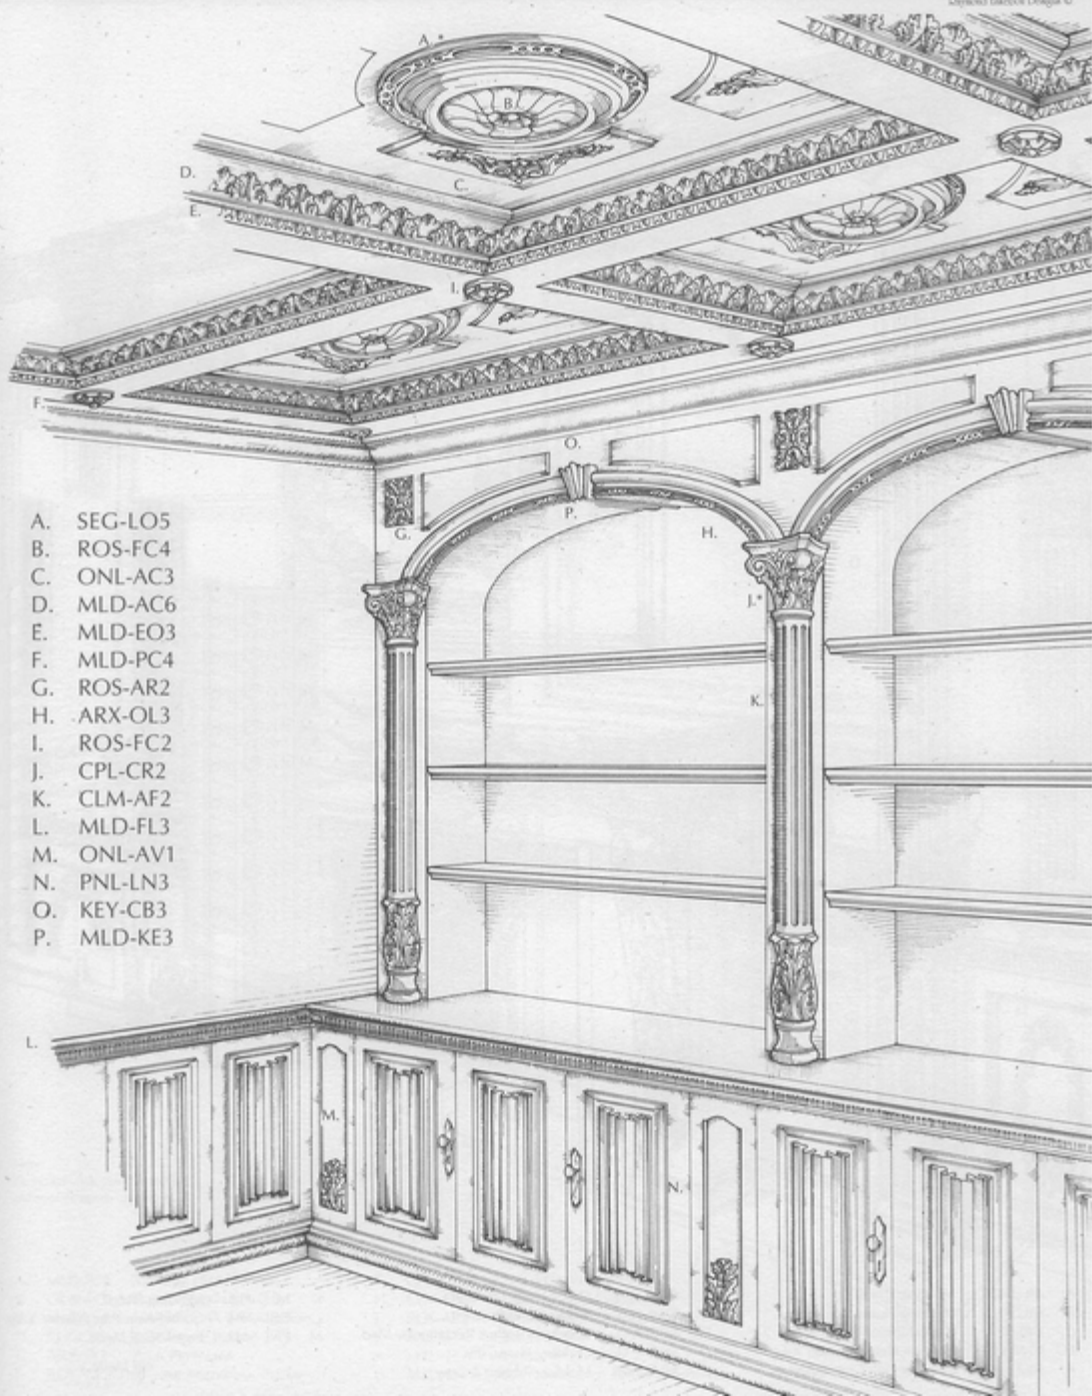 A.*
B.
C.
D.
E.
I.
F.
O.
P.
G.
H.
J.*
K.
A. SEG-LO5
B. ROS-FC4
C. ONL-AC3
D. MLD-AC6
E. MLD-EO3
F. MLD-PC4
G. ROS-AR2
H. ARX-OL3
I. ROS-FC2
J. CPL-CR2
K. CLM-AF2
L. MLD-FL3
M. ONL-AV1
N. PNL-LN3
O. KEY-CB3
P. MLD-KE3
L.
M.
N.